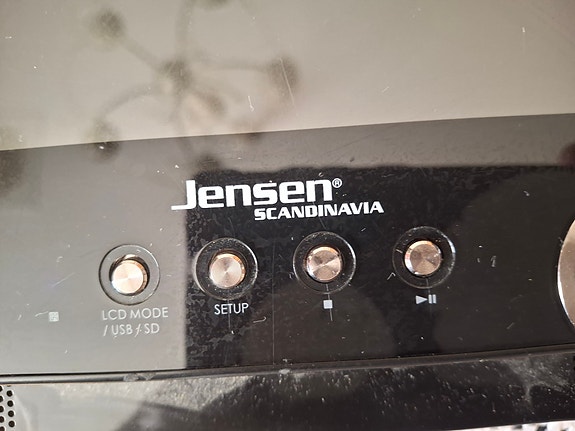 Jensen®
SCANDINAVIA
LCD MODE
/ USB / SD
SETUP